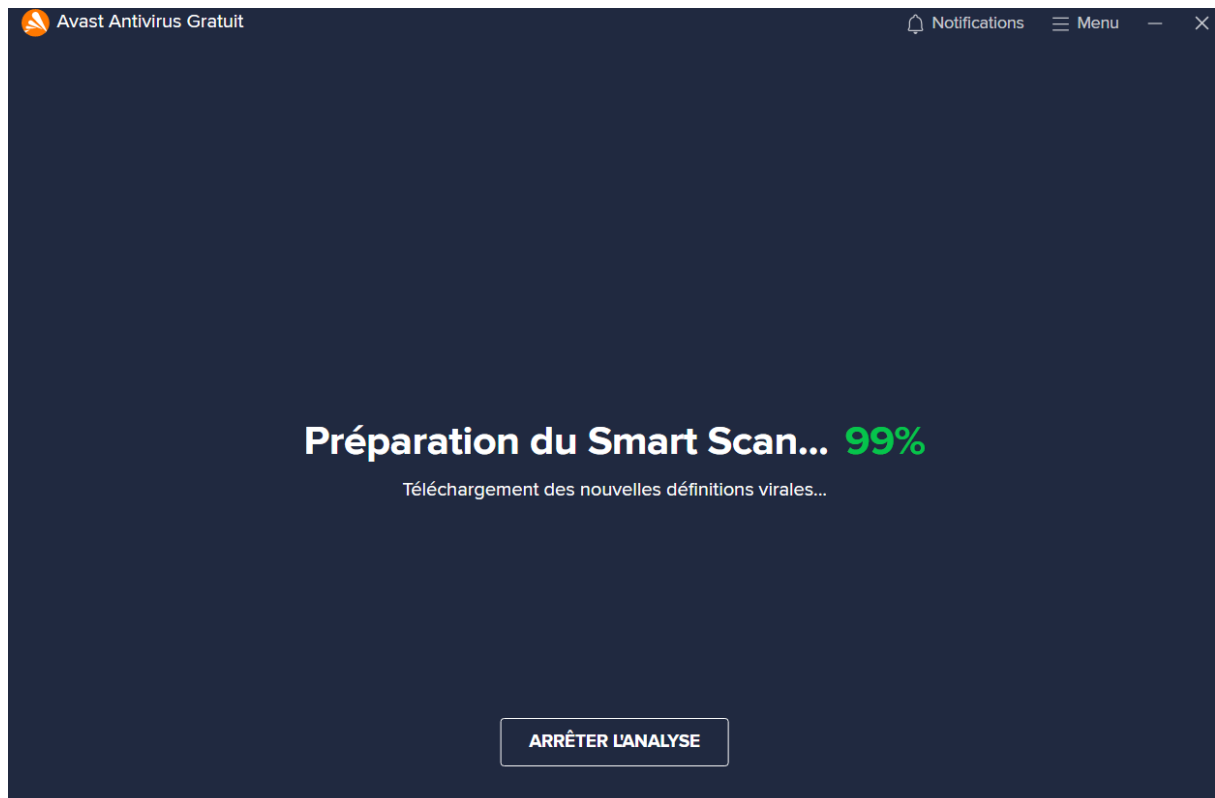 Avast Antivirus Gratuit
Notifications
Menu
Préparation du Smart Scan... 99%
Téléchargement des nouvelles définitions virales...
ARRÊTER L'ANALYSE